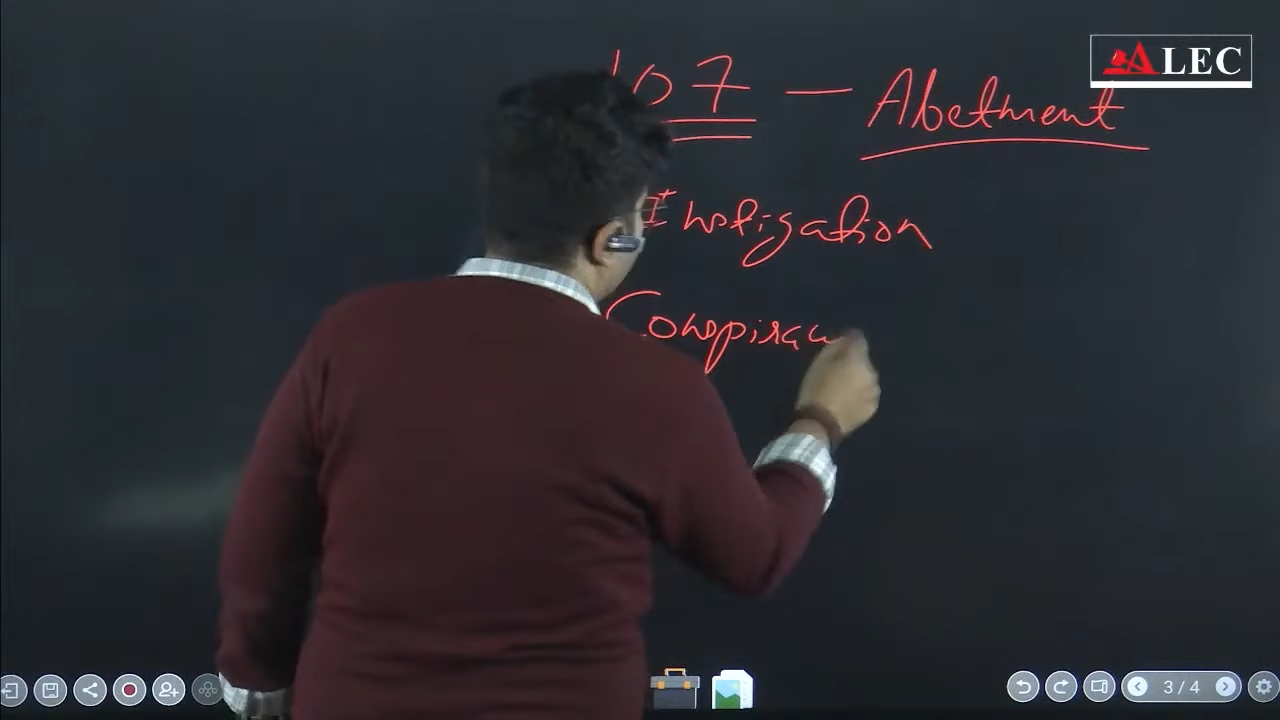 ALEC
107 — Abetment
Instigation
Conspirac
3/4